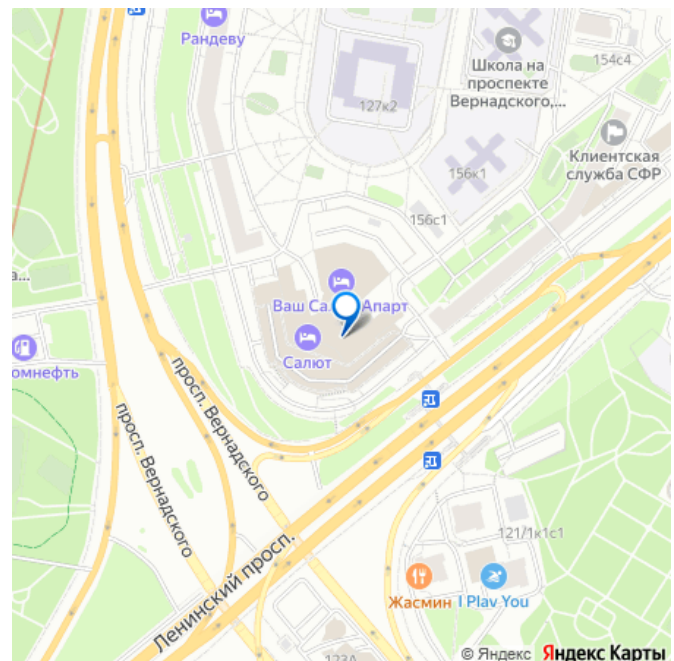 Рандеву
127к2
Школа на
проспекте
Вернадского,...
154с4
Клиентская
служба СФР
156к1
156с1
а...
Ваш Са Апарт
Салют
омнефть
просп. Вернадского
просп. Вернадского
Ленинский просп.
121/1к1с1
Жасмин
I Play You
123А
© Яндекс Яндекс Карты